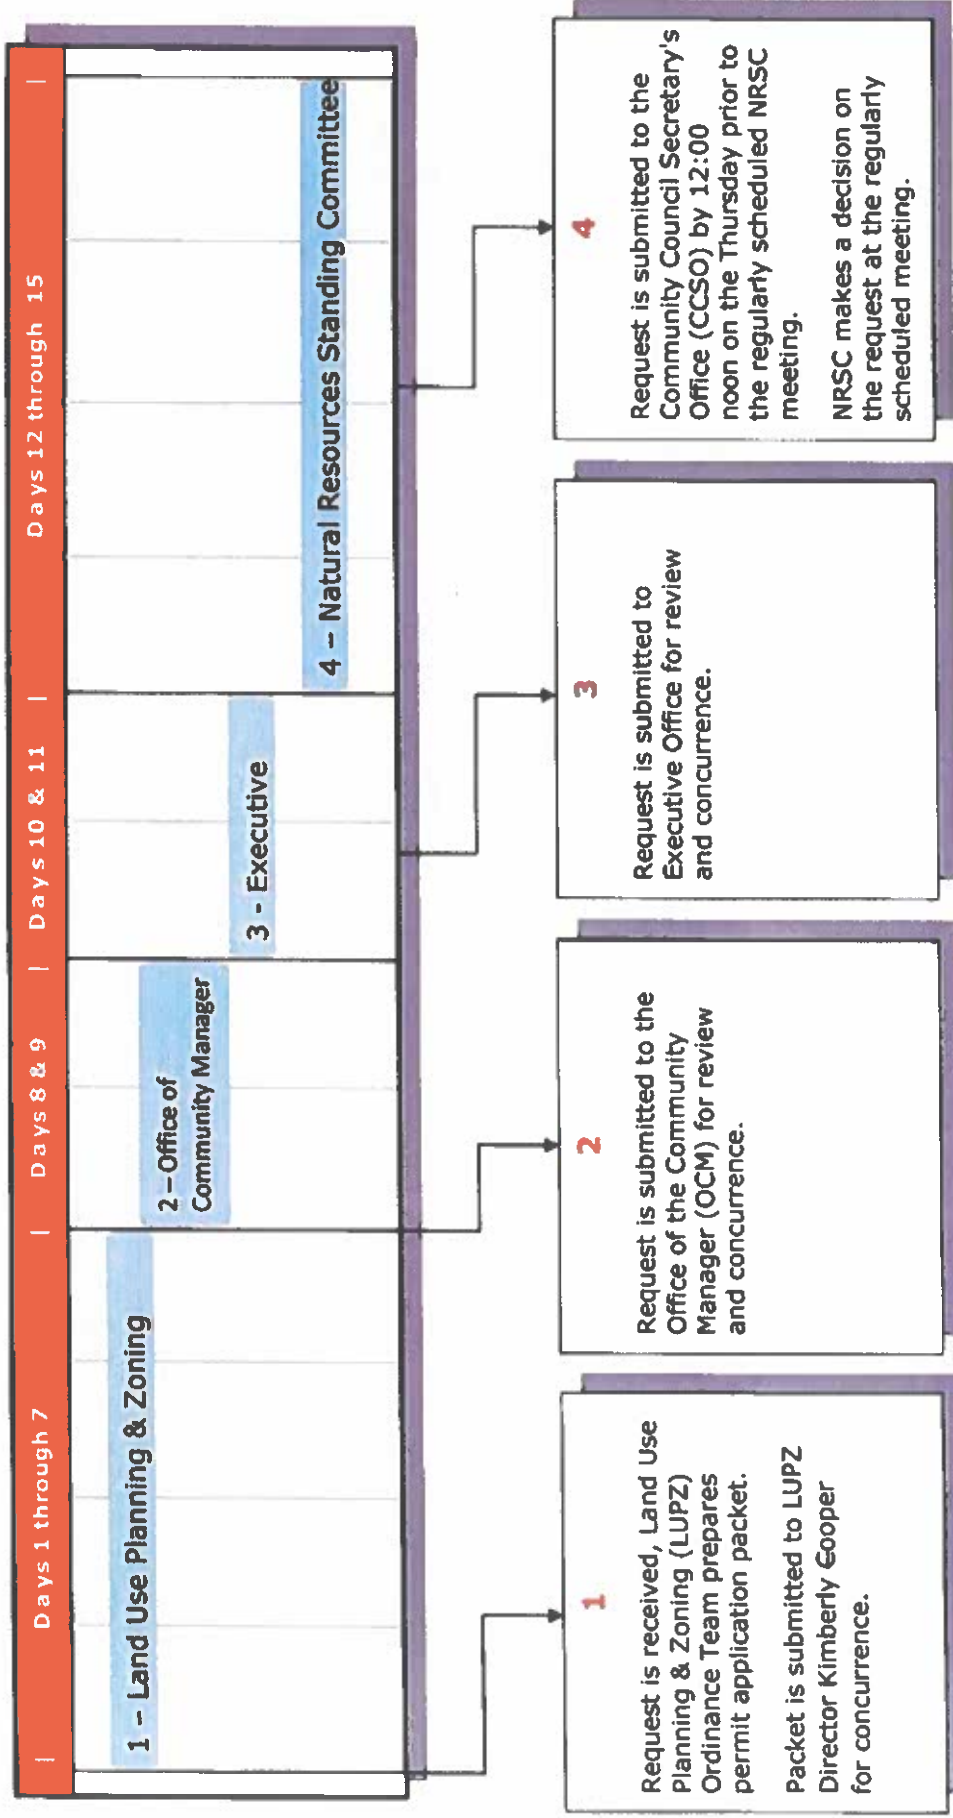 | Days 1 through 7 | Days 8 & 9 | Days 10 & 11 | Days 12 through 15 |
1 – Land Use Planning & Zoning
2 – Office of
Community Manager
3 - Executive
4 – Natural Resources Standing Committee
1
Request is received, Land Use
Planning & Zoning (LUPZ)
Ordinance Team prepares
permit application packet.
Packet is submitted to LUPZ
Director Kimberly Gooper
for concurrence.
2
Request is submitted to the
Office of the Community
Manager (OCM) for review
and concurrence.
3
Request is submitted to
Executive Office for review
and concurrence.
4
Request is submitted to the
Community Council Secretary's
Office (CCSO) by 12:00
noon on the Thursday prior to
the regularly scheduled NRSC
meeting.
NRSC makes a decision on
the request at the regularly
scheduled meeting.